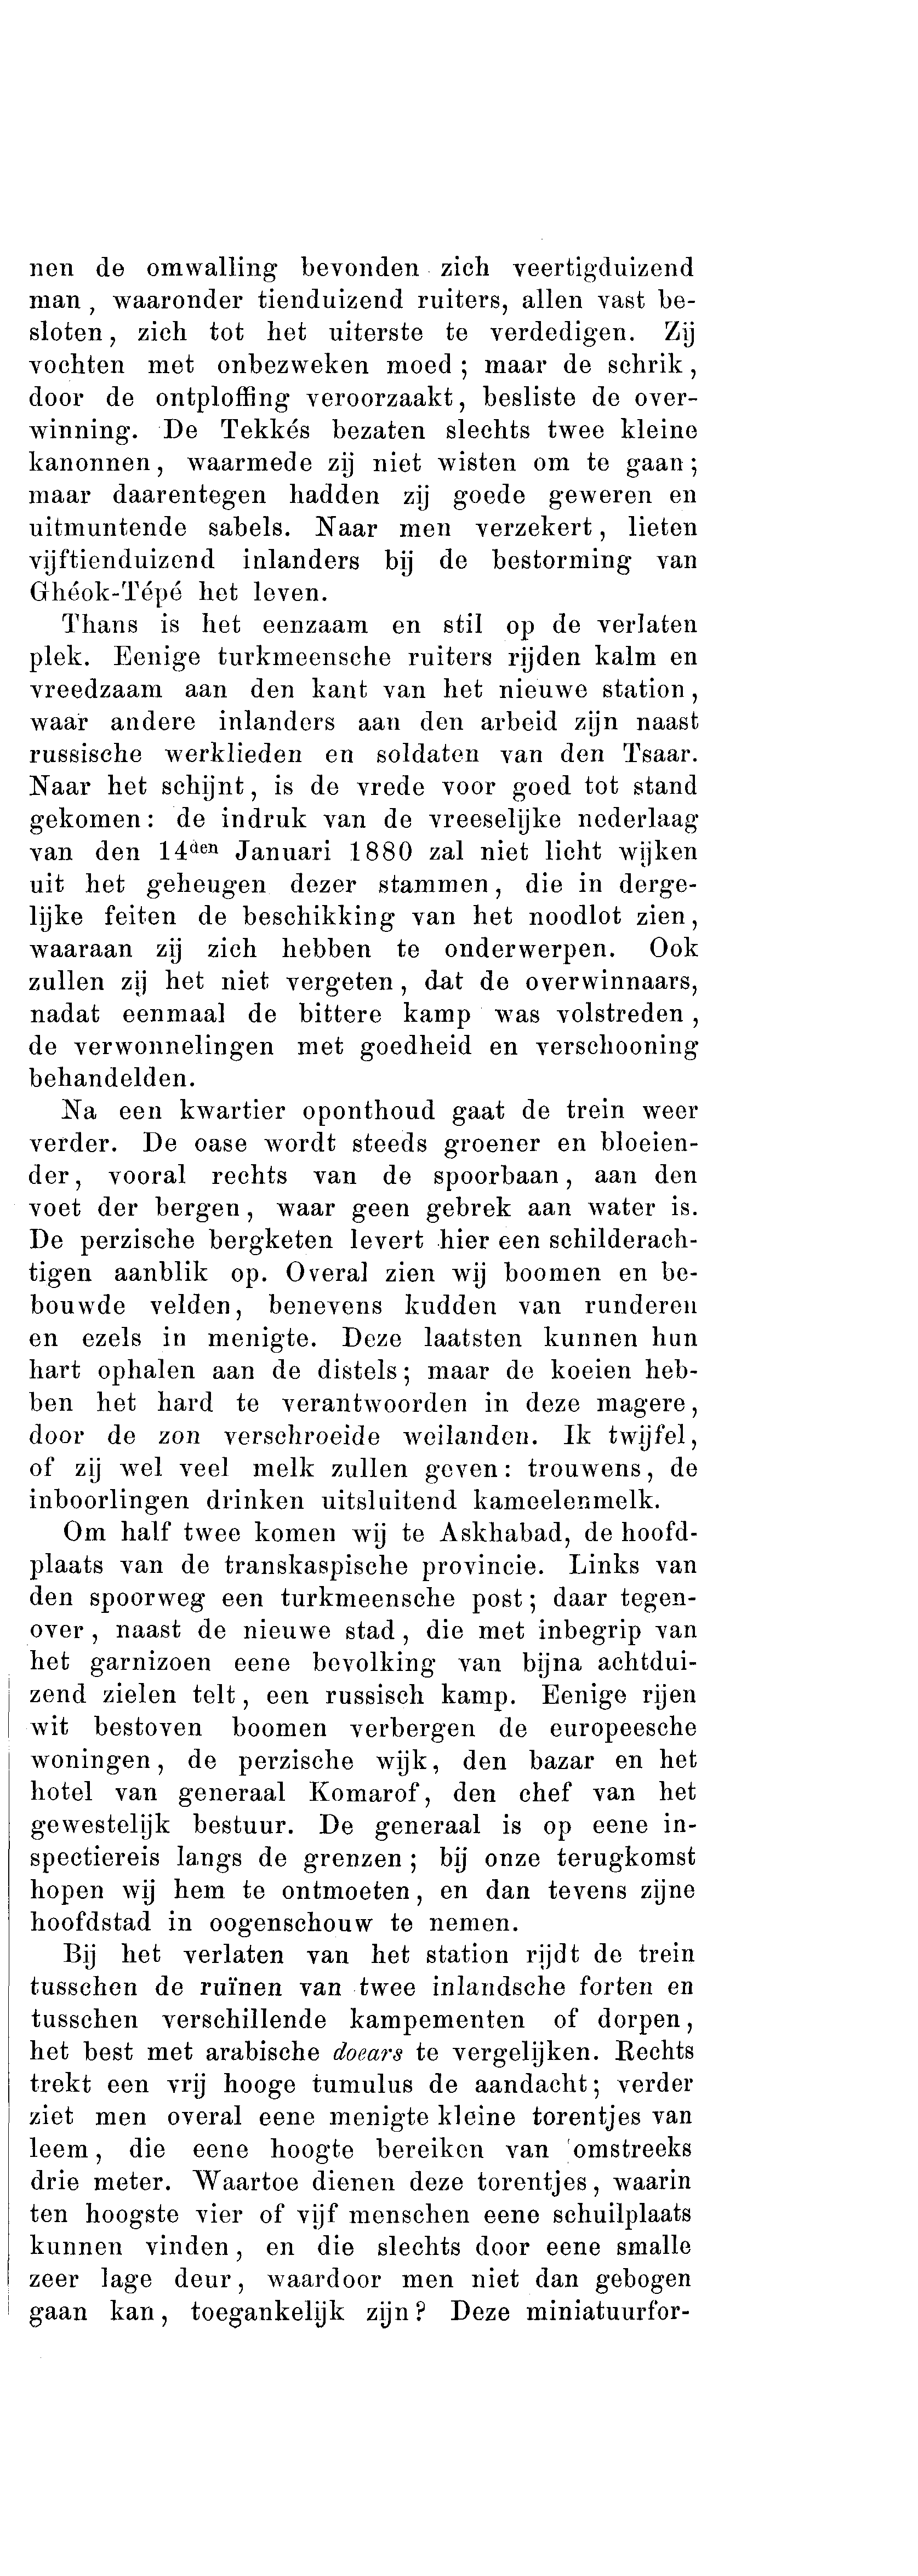 nen de omwalling bevonden zich veertigduizend
man, waaronder tienduizend ruiters, allen vast be-
sloten, zich tot het uiterste te verdedigen. Zij
vochten met onbezweken moed; maar de schrik,
door de ontploffing veroorzaakt, besliste de over-
winning. De Tekkés bezaten slechts twee kleine
kanonnen, waarmede zij niet wisten om te gaan;
maar daarentegen hadden zij goede geweren en
uitmuntende sabels. Naar men verzekert, lieten
vijftienduizend inlanders bij de bestorming van
Ghéok-Tépé het leven.
Thans is het eenzaam en stil op de verlaten
plek. Eenige turkmeensche ruiters rijden kalm en
vreedzaam aan den kant van het nieuwe station,
waar andere inlanders aan den arbeid zijn naast
russische werklieden en soldaten van den Tsaar.
Naar het schijnt, is de vrede voor goed tot stand
gekomen: de indruk van de vreeselijke nederlaag
van den 14den Januari 1880 zal niet licht wijken
uit het geheugen dezer stammen, die in derge-
lijke feiten de beschikking van het noodlot zien,
waaraan zij zich hebben te onderwerpen. Ook
zullen zij het niet vergeten, dat de overwinnaars,
nadat eenmaal de bittere kamp was volstreden,
de verwonnelingen met goedheid en verschooning
behandelden.
Na een kwartier oponthoud gaat de trein weer
verder. De oase wordt steeds groener en bloeien-
der, vooral rechts van de spoorbaan, aan den
voet der bergen, waar geen gebrek aan water is.
De perzische bergketen levert hier een schilderach-
tigen aanblik op. Overal zien wij boomen en be-
bouwde velden, benevens kudden van runderen
en ezels in menigte. Deze laatsten kunnen hun
hart ophalen aan de distels; maar de koeien heb-
ben het hard te verantwoorden in deze magere,
door de zon verschroeide weilanden. Ik twijfel,
of zij wel veel melk zullen geven: trouwens, de
inboorlingen drinken uitsluitend kameelenmelk.
Om half twee komen wij te Askhabad, de hoofd-
plaats van de transkaspische provincie. Links van
den spoorweg een turkmeensche post; daar tegen-
over, naast de nieuwe stad, die met inbegrip van
het garnizoen eene bevolking van bijna achtdui-
zend zielen telt, een russisch kamp. Eenige rijen
wit bestoven boomen verbergen de europeesche
woningen, de perzische wijk, den bazar en het
hotel van generaal Komarof, den chef van het
gewestelijk bestuur. De generaal is op eene in-
spectiereis langs de grenzen; bij onze terugkomst
hopen wij hem te ontmoeten, en dan tevens zijne
hoofdstad in oogenschouw te nemen.
Bij het verlaten van het station rijdt de trein
tusschen de ruïnen van twee inlandsche forten en
tusschen verschillende kampementen of dorpen,
het best met arabische doears te vergelijken. Rechts
trekt een vrij hooge tumulus de aandacht; verder
ziet men overal eene menigte kleine torentjes van
leem, die eene hoogte bereiken van omstreeks
drie meter. Waartoe dienen deze torentjes, waarin
ten hoogste vier of vijf menschen eene schuilplaats
kunnen vinden, en die slechts door eene smalle
zeer lage deur, waardoor men niet dan gebogen
gaan kan, toegankelijk zijn? Deze miniatuurfor-